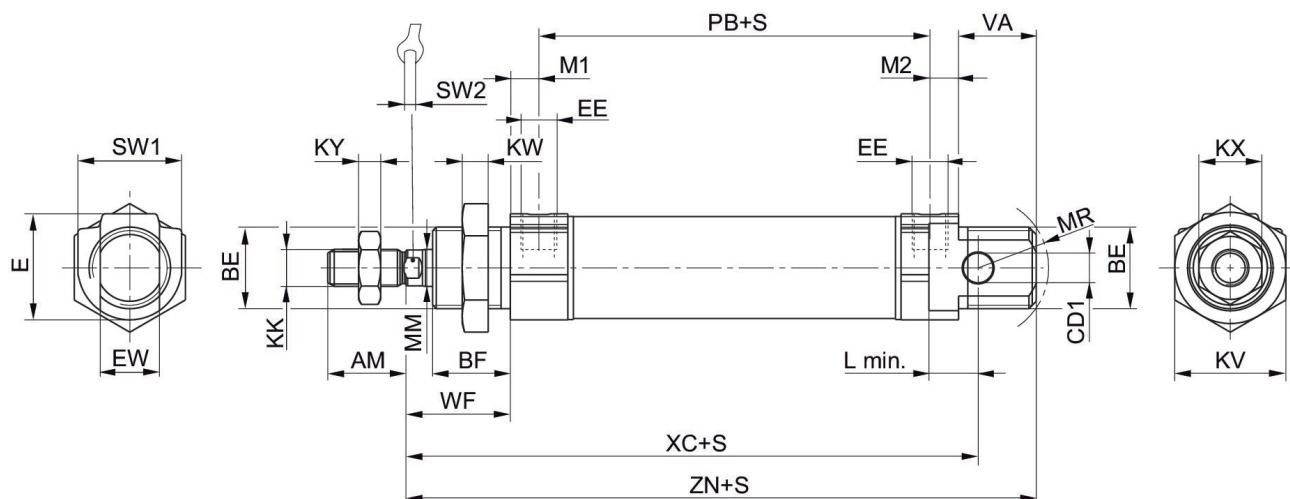 PB+S
VA
M1
M2
SW2
EE
KY
KW
EE
SW1
KX
MR
E
BE
BE
KK
MM
CD1
EW
AM
BF
L min.
KV
WF
XC+S
ZN+S